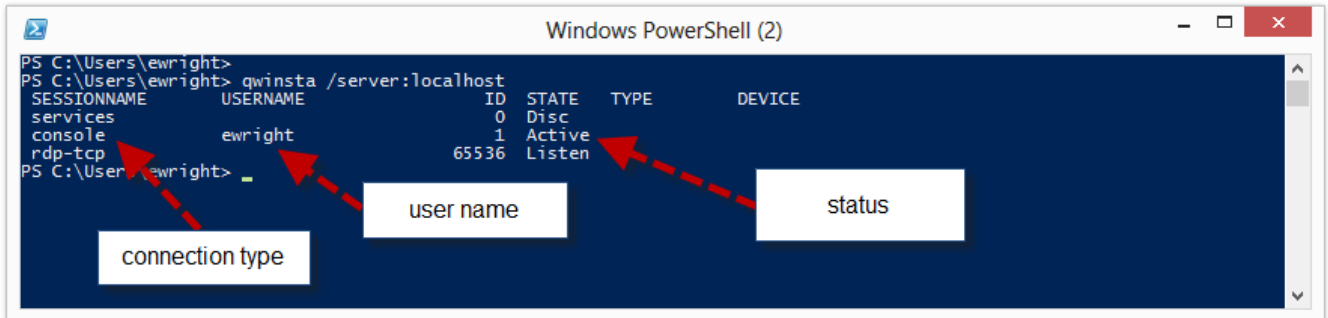 Windows PowerShell (2)
PS C:\Users\ewright>
PS C:\Users\ewright> qwinsta /server:localhost
SESSIONNAME USERNAME ID STATE TYPE DEVICE
services 0 Disc
console ewright 1 Active
rdp-tcp 65536 Listen
PS C:\Users\ewright> _
user name
status
connection type